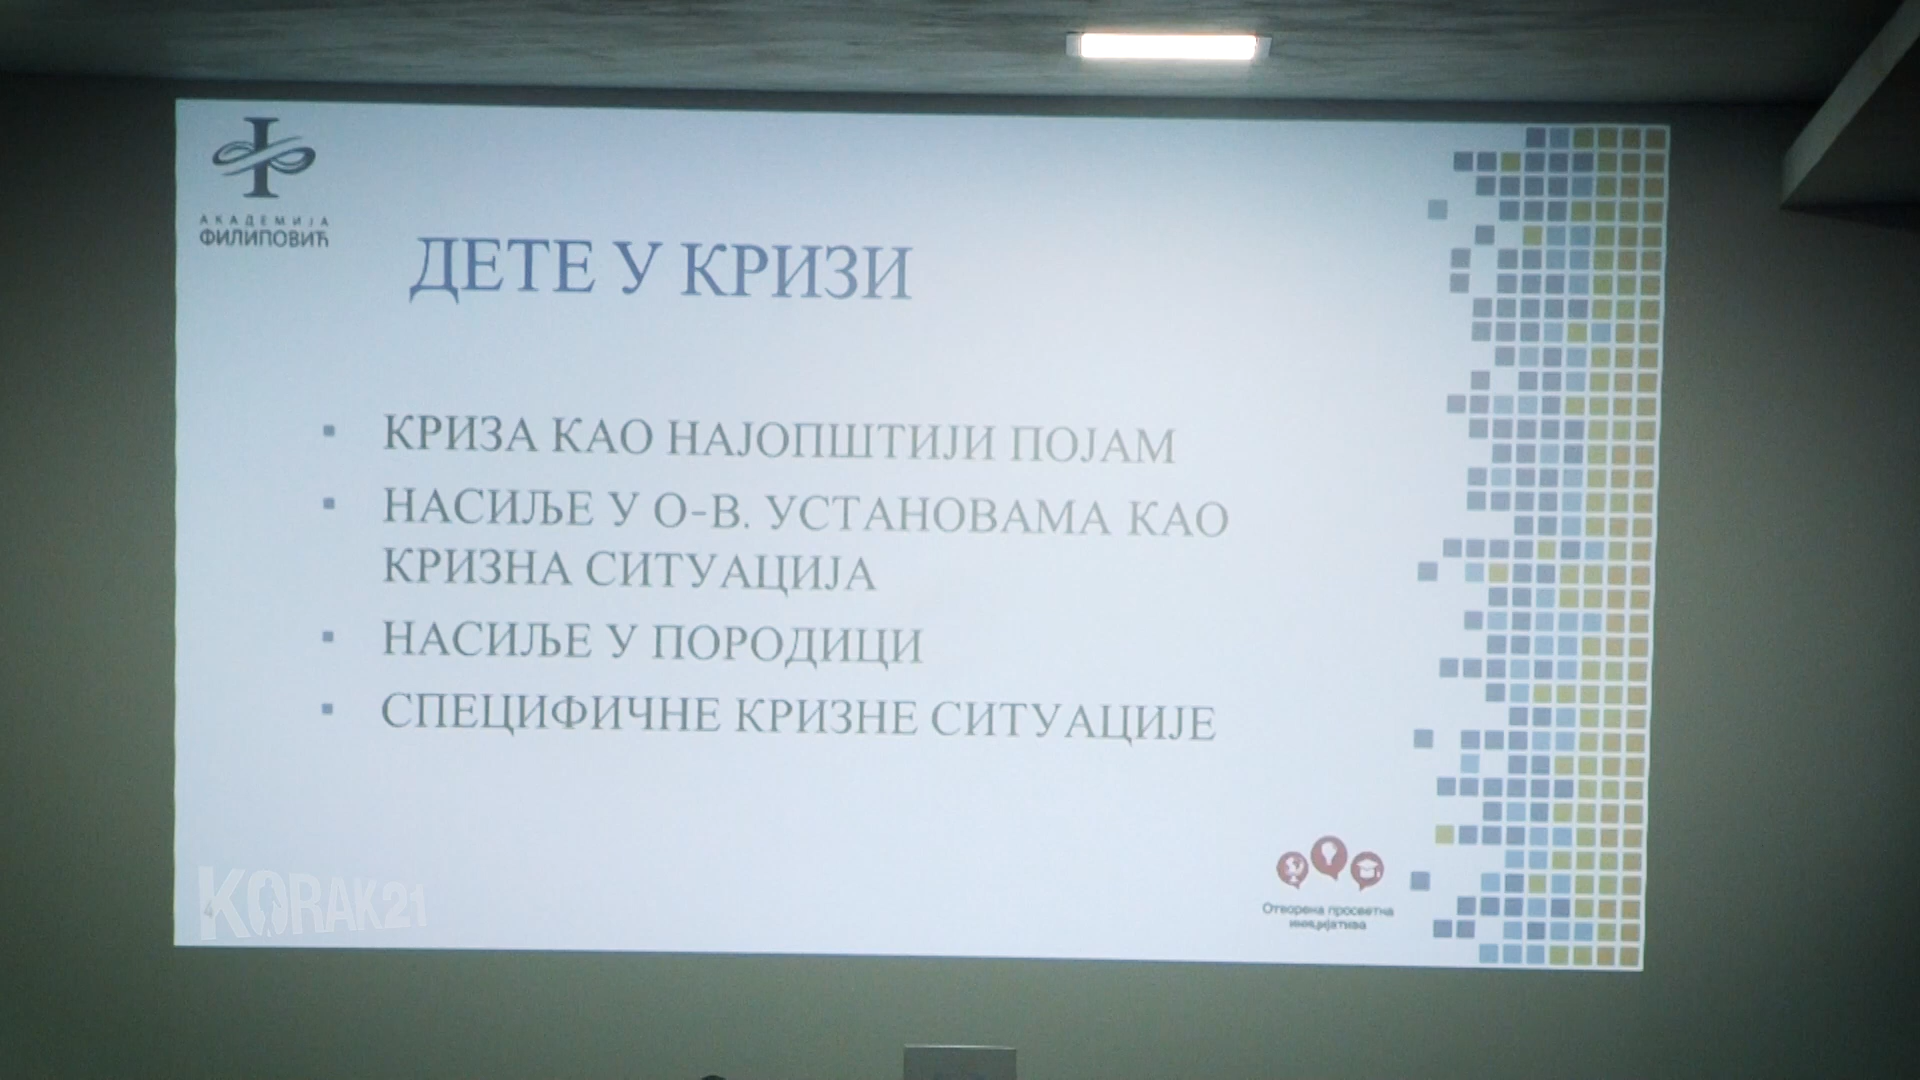 АКАДЕМИЈА
ФИЛИПОВИЋ
ДЕТЕ У КРИЗИ
КРИЗА КАО НАЈОПШТИЈИ ПОЈАМ
НАСИЉЕ У О-В. УСТАНОВАМА КАО
КРИЗНА СИТУАЦИЈА
НАСИЉЕ У ПОРОДИЦИ
СПЕЦИФИЧНЕ КРИЗНЕ СИТУАЦИЈЕ
4
KORAK21
Отворена просветна
иницијатива